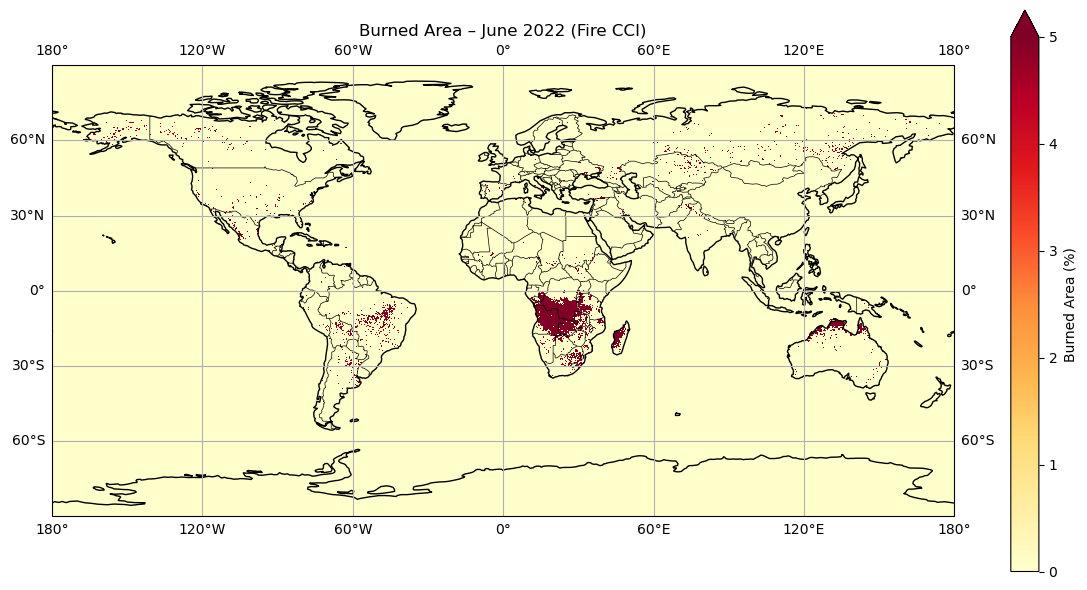 Burned Area – June 2022 (Fire CCI)
180° 120°W 60°W 0° 60°E 120°E 180°
60°N 60°N
30°N 30°N
0° 0°
30°S 30°S
60°S 60°S
180° 120°W 60°W 0° 60°E 120°E 180°
5
4
3
2
1
0
Burned Area (%)